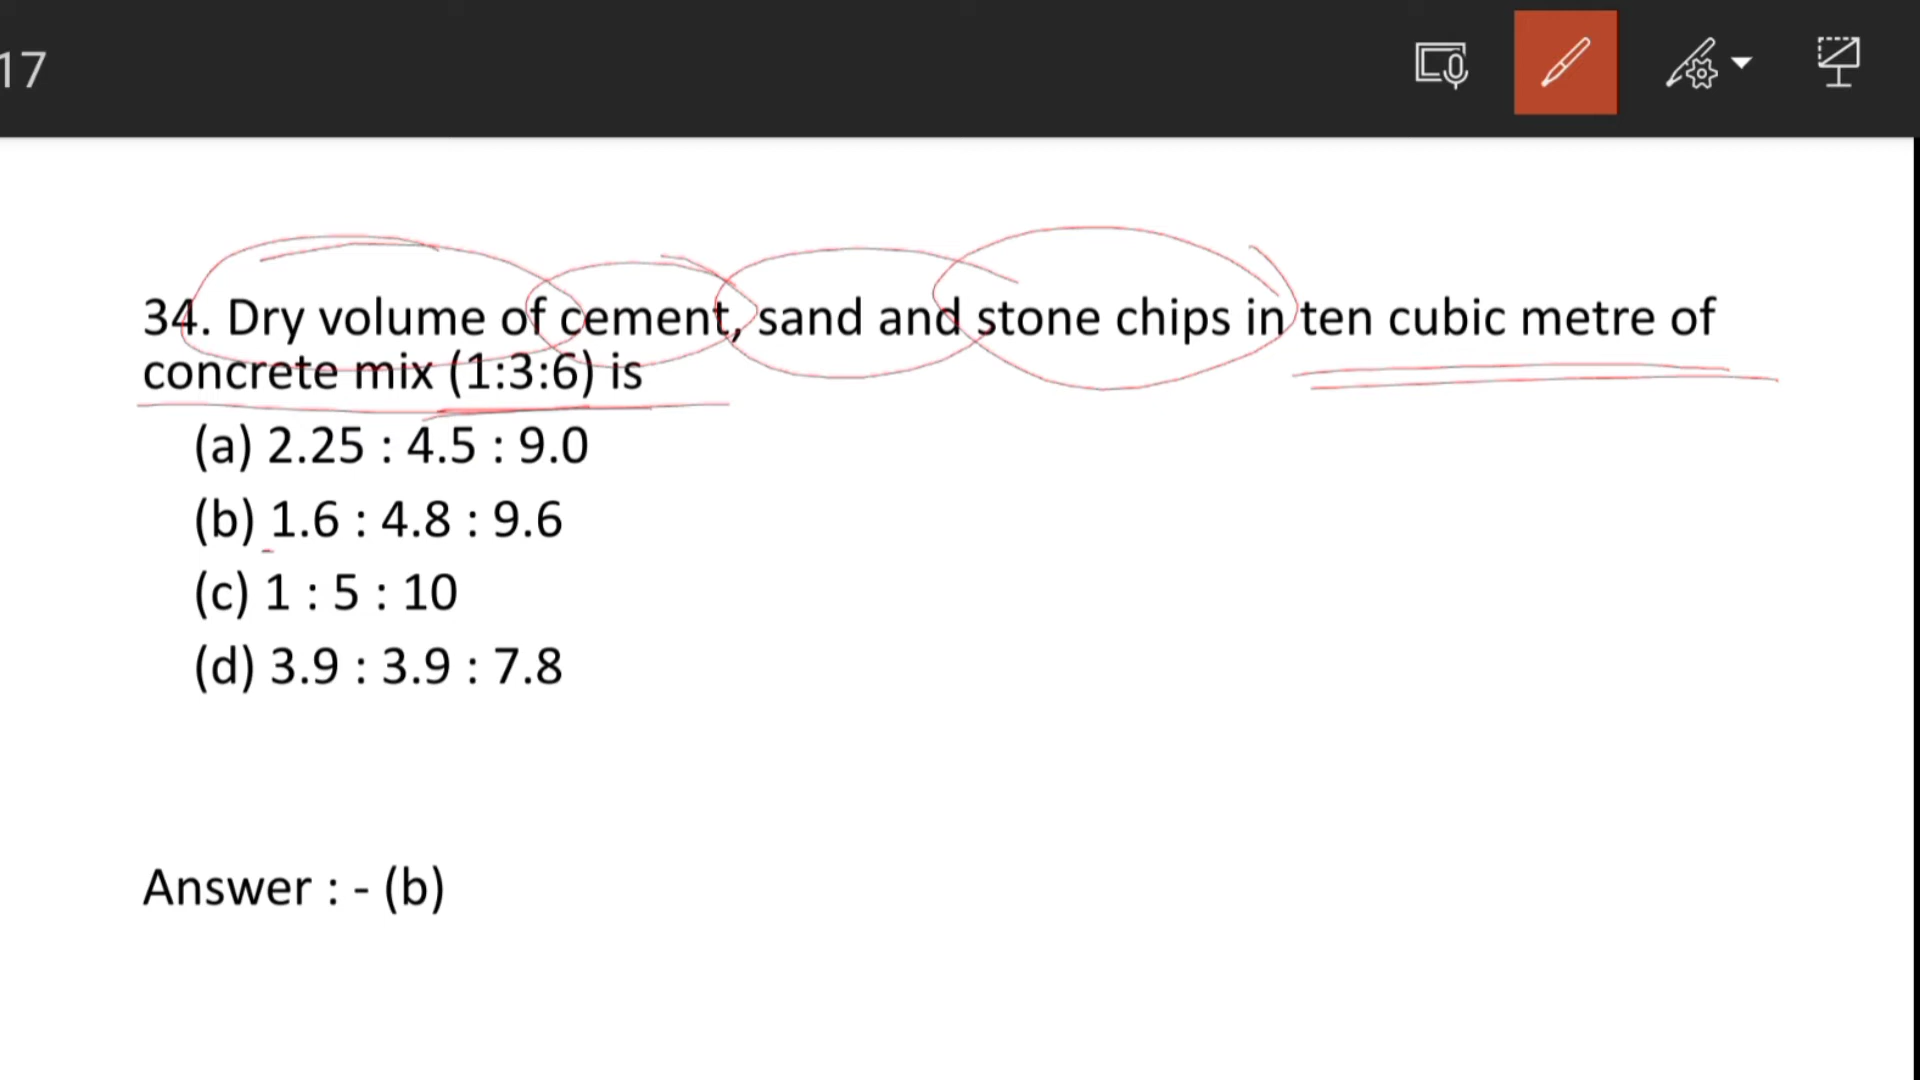 17
34. Dry volume of cement, sand and stone chips in ten cubic metre of
concrete mix (1:3:6) is
(a) 2.25 : 4.5 : 9.0
(b) 1.6 : 4.8 : 9.6
(c) 1 : 5 : 10
(d) 3.9 : 3.9 : 7.8
Answer : - (b)